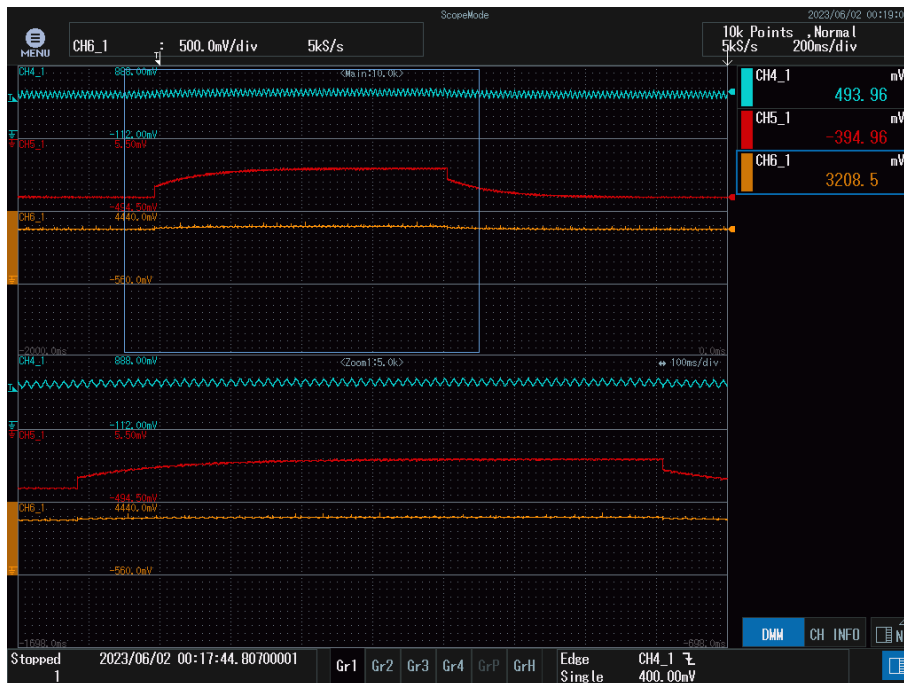 ScopeMode
2023/06/02 00:19:0
MENU
CH6_1 : 500.0mV/div 5kS/s
10k Points ,Normal
5kS/s 200ms/div
CH4_1 888.00mV <Main:10.0k>
-112.00mV
CH5_1 5.50mV
-494.50mV
CH6_1 4440.0mV
-560.0mV
-2000.0ms 0.0ms
CH4_1 mV
493.96
CH5_1 mV
-394.96
CH6_1 mV
3208.5
CH4_1 888.00mV <Zoom1:5.0k> ↔ 100ms/div
-112.00mV
CH5_1 5.50mV
-494.50mV
CH6_1 4440.0mV
-560.0mV
-1698.0ms -698.0ms
DMM CH INFO N
Stopped 2023/06/02 00:17:44.80700001
1
Gr1 Gr2 Gr3 Gr4 GrP GrH
Edge CH4_1
Single 400.00mV